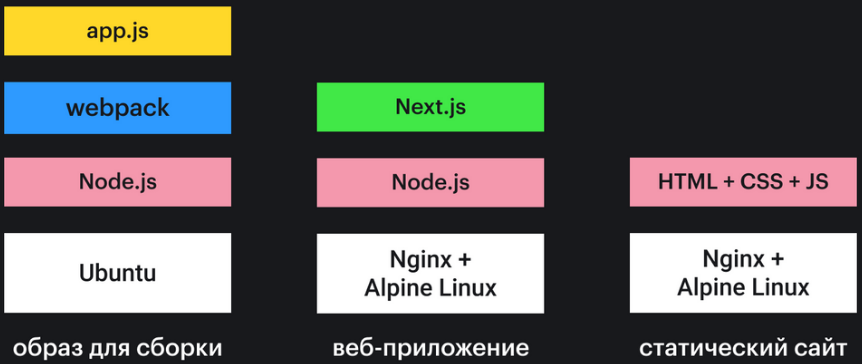 app.js
webpack
Next.js
Node.js
Node.js
HTML + CSS + JS
Ubuntu
Nginx +
Alpine Linux
Nginx +
Alpine Linux
образ для сборки
веб-приложение
статический сайт